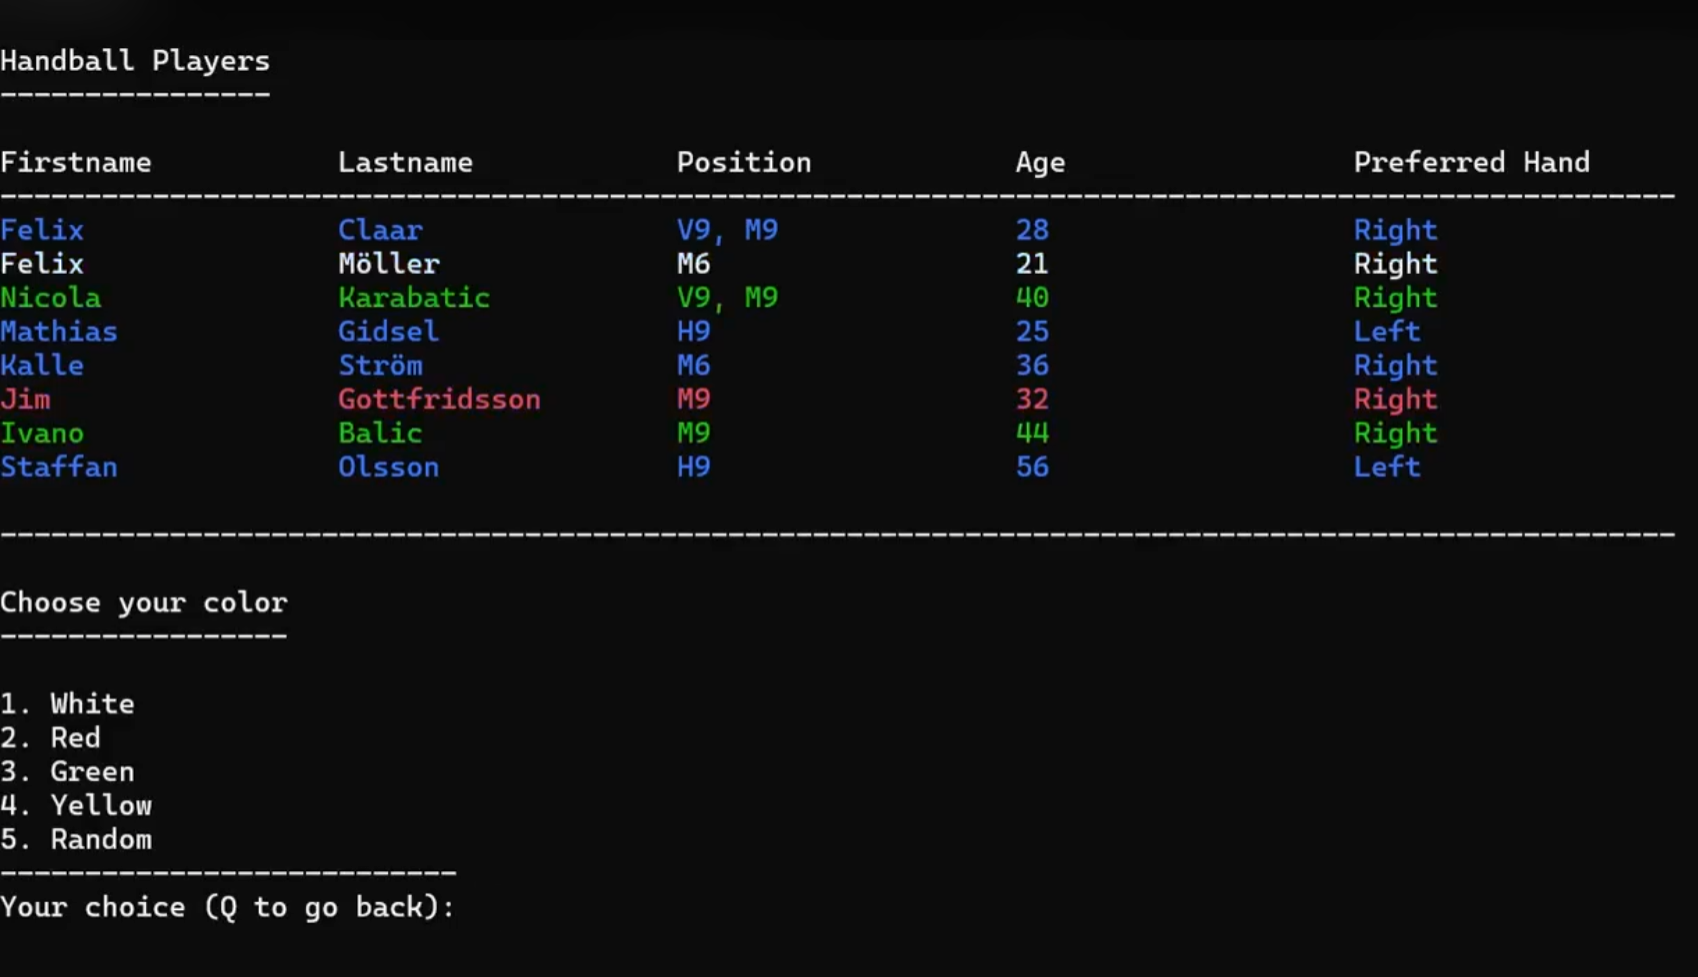 Handball Players
----------------
Firstname Lastname Position Age Preferred Hand
---------------------------------------------------------------------------------------------------
Felix Claar V9, M9 28 Right
Felix Möller M6 21 Right
Nicola Karabatic V9, M9 40 Right
Mathias Gidsel H9 25 Left
Kalle Ström M6 36 Right
Jim Gottfridsson M9 32 Right
Ivano Balic M9 44 Right
Staffan Olsson H9 56 Left
---------------------------------------------------------------------------------------------------
Choose your color
-----------------
1. White
2. Red
3. Green
4. Yellow
5. Random
---------------------------
Your choice (Q to go back):